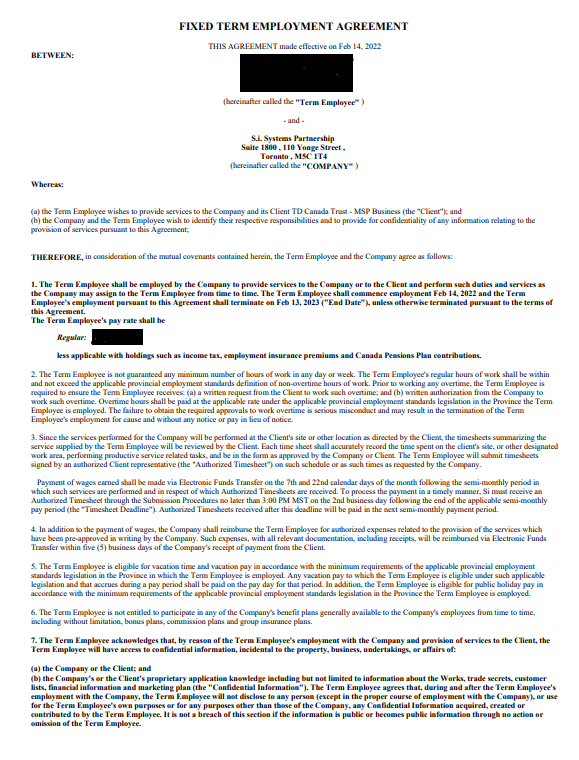 FIXED TERM EMPLOYMENT AGREEMENT
THIS AGREEMENT made effective on Feb 14, 2022
BETWEEN:
(hereinafter called the "Term Employee" )
- and -
S.i. Systems Partnership
Suite 1800 , 110 Yonge Street ,
Toronto , M5C 1T4
(hereinafter called the "COMPANY" )
Whereas:
(a) the Term Employee wishes to provide services to the Company and its Client TD Canada Trust - MSP Business (the "Client"); and
(b) the Company and the Term Employee wish to identify their respective responsibilities and to provide for confidentiality of any information relating to the
provision of services pursuant to this Agreement;
THEREFORE, in consideration of the mutual covenants contained herein, the Term Employee and the Company agree as follows:
1. The Term Employee shall be employed by the Company to provide services to the Company or to the Client and perform such duties and services as
the Company may assign to the Term Employee from time to time. The Term Employee shall commence employment Feb 14, 2022 and the Term
Employee's employment pursuant to this Agreement shall terminate on Feb 13, 2023 ("End Date"), unless otherwise terminated pursuant to the terms of
this Agreement.
The Term Employee's pay rate shall be
Regular:
less applicable with holdings such as income tax, employment insurance premiums and Canada Pensions Plan contributions.
2. The Term Employee is not guaranteed any minimum number of hours of work in any day or week. The Term Employee's regular hours of work shall be within
and not exceed the applicable provincial employment standards definition of non-overtime hours of work. Prior to working any overtime, the Term Employee is
required to ensure the Term Employee receives: (a) a written request from the Client to work such overtime; and (b) written authorization from the Company to
work such overtime. Overtime hours shall be paid at the applicable rate under the applicable provincial employment standards legislation in the Province the Term
Employee is employed. The failure to obtain the required approvals to work overtime is serious misconduct and may result in the termination of the Term
Employee's employment for cause and without any notice or pay in lieu of notice.
3. Since the services performed for the Company will be performed at the Client's site or other location as directed by the Client, the timesheets summarizing the
service supplied by the Term Employee will be reviewed by the Client. Each time sheet shall accurately record the time spent on the client's site, or other designated
work area, performing productive service related tasks, and be in the form as approved by the Company or Client. The Term Employee will submit timesheets
signed by an authorized Client representative (the "Authorized Timesheet") on such schedule or as such times as requested by the Company.
Payment of wages earned shall be made via Electronic Funds Transfer on the 7th and 22nd calendar days of the month following the semi-monthly period in
which such services are performed and in respect of which Authorized Timesheets are received. To process the payment in a timely manner, Si must receive an
Authorized Timesheet through the Submission Procedures no later than 3:00 PM MST on the 2nd business day following the end of the applicable semi-monthly
pay period (the "Timesheet Deadline"). Authorized Timesheets received after this deadline will be paid in the next semi-monthly payment period.
4. In addition to the payment of wages, the Company shall reimburse the Term Employee for authorized expenses related to the provision of the services which
have been pre-approved in writing by the Company. Such expenses, with all relevant documentation, including receipts, will be reimbursed via Electronic Funds
Transfer within five (5) business days of the Company's receipt of payment from the Client.
5. The Term Employee is eligible for vacation time and vacation pay in accordance with the minimum requirements of the applicable provincial employment
standards legislation in the Province in which the Term Employee is employed. Any vacation pay to which the Term Employee is eligible under such applicable
legislation and that accrues during a pay period shall be paid on the pay day for that period. In addition, the Term Employee is eligible for public holiday pay in
accordance with the minimum requirements of the applicable provincial employment standards legislation in the Province the Term Employee is employed.
6. The Term Employee is not entitled to participate in any of the Company's benefit plans generally available to the Company's employees from time to time,
including without limitation, bonus plans, commission plans and group insurance plans.
7. The Term Employee acknowledges that, by reason of the Term Employee's employment with the Company and provision of services to the Client, the
Term Employee will have access to confidential information, incidental to the property, business, undertakings, or affairs of:
(a) the Company or the Client; and
(b) the Company's or the Client's proprietary application knowledge including but not limited to information about the Works, trade secrets, customer
lists, financial information and marketing plan (the "Confidential Information"). The Term Employee agrees that, during and after the Term Employee's
employment with the Company, the Term Employee will not disclose to any person (except in the proper course of employment with the Company), or use
for the Term Employee's own purposes or for any purposes other than those of the Company, any Confidential Information acquired, created or
contributed to by the Term Employee. It is not a breach of this section if the information is public or becomes public information through no action or
omission of the Term Employee.